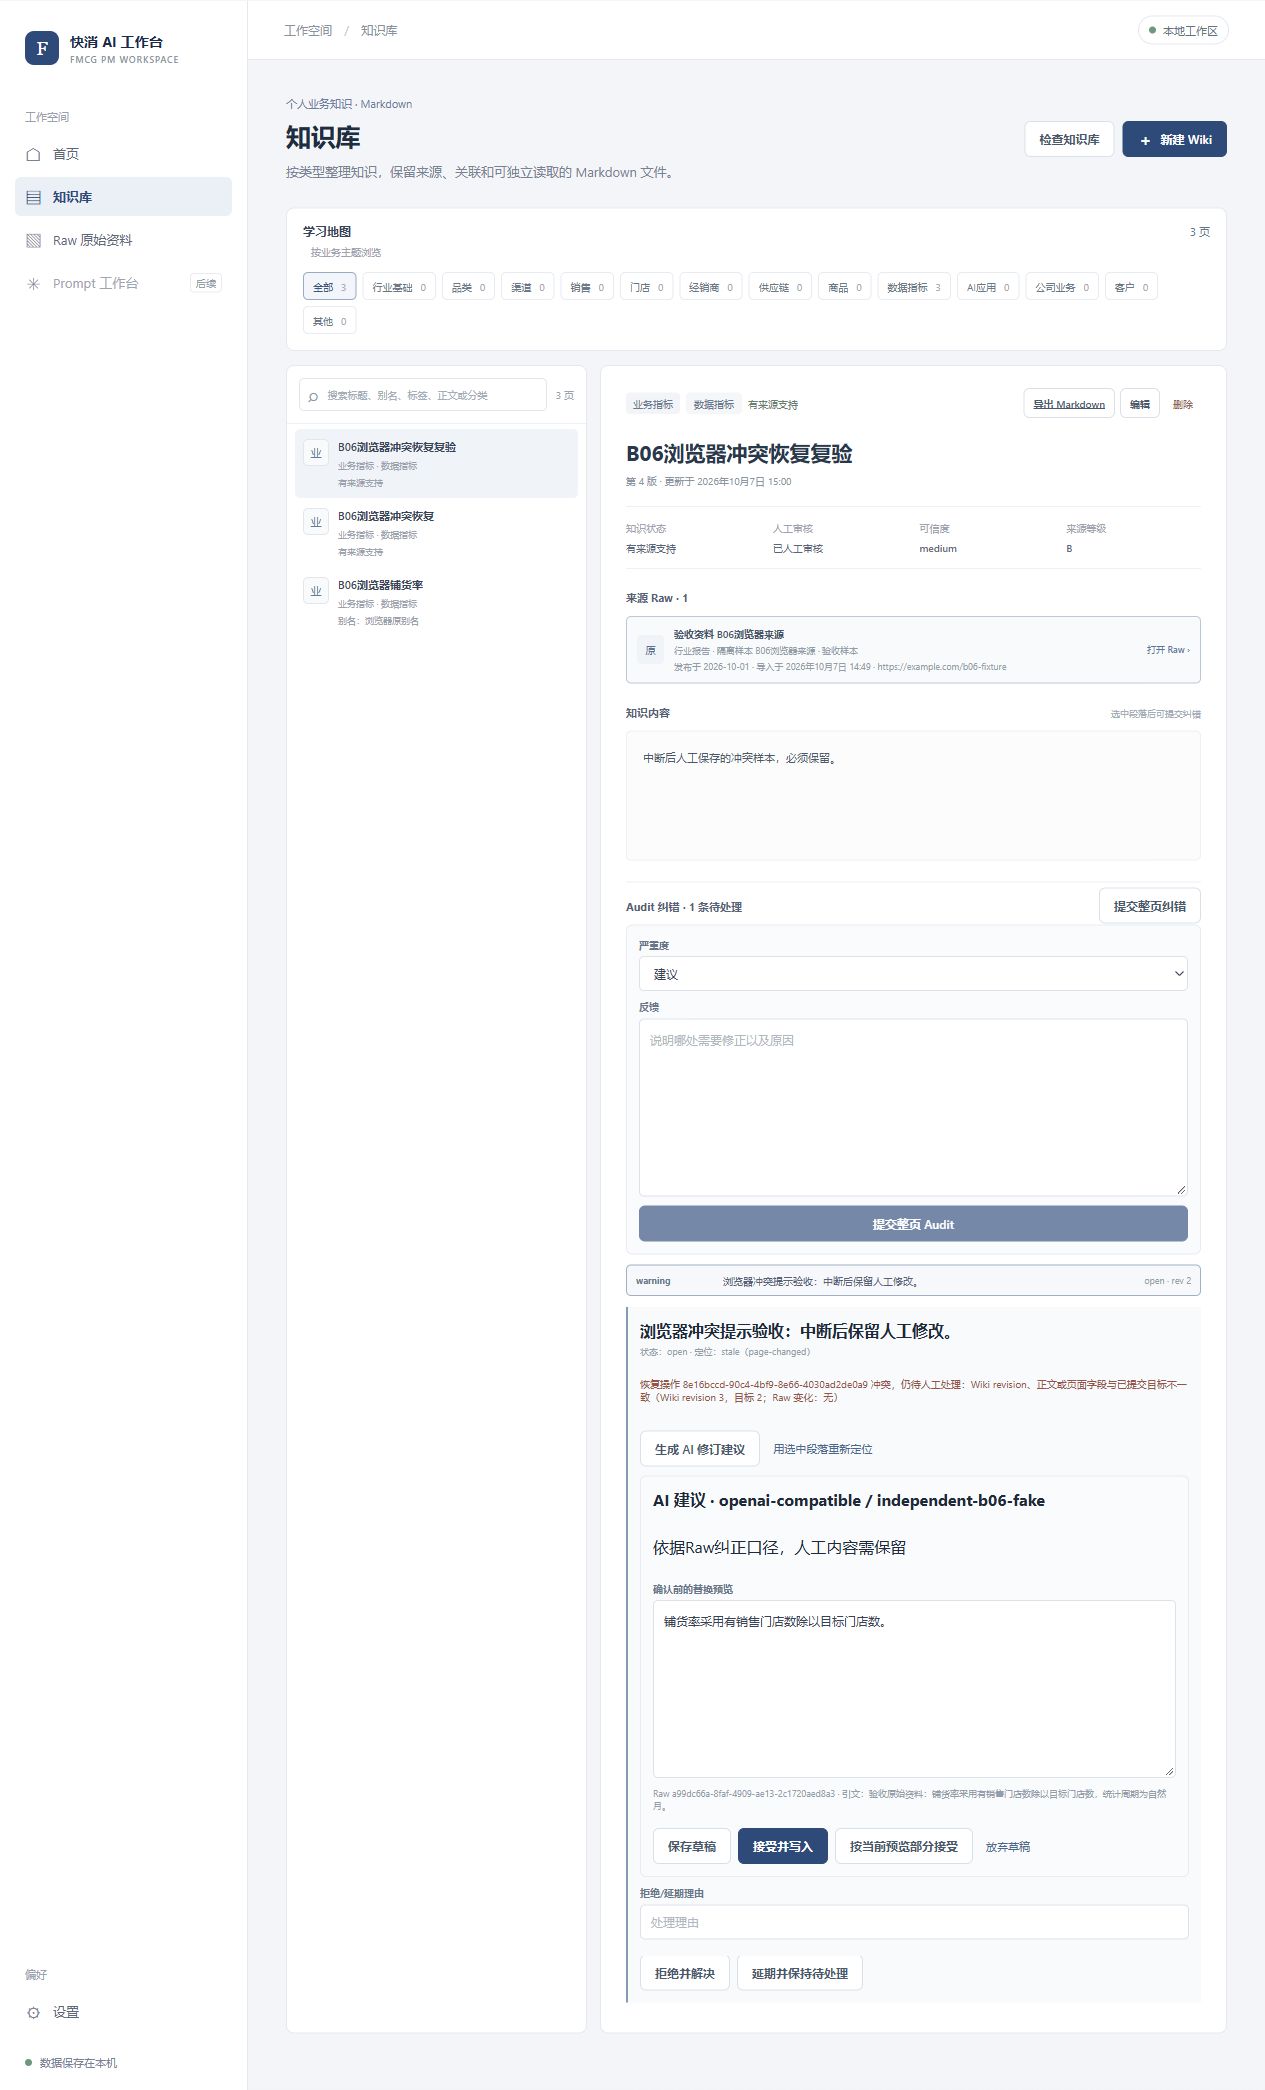 F
快消 AI 工作台
FMCG PM WORKSPACE
工作空间
首页
知识库
Raw 原始资料
Prompt 工作台 后续
偏好
设置
数据保存在本机
工作空间 / 知识库
本地工作区
个人业务知识 · Markdown
知识库
按类型整理知识，保留来源、关联和可独立读取的 Markdown 文件。
检查知识库
+ 新建 Wiki
学习地图
3 页
按业务主题浏览
全部 3 行业基础 0 品类 0 渠道 0 销售 0 门店 0 经销商 0 供应链 0 商品 0 数据指标 3 AI应用 0 公司业务 0 客户 0
其他 0
搜索标题、别名、标签、正文或分类
3 页
业
B06浏览器冲突恢复复验
业务指标 · 数据指标
有来源支持
业
B06浏览器冲突恢复
业务指标 · 数据指标
有来源支持
业
B06浏览器铺货率
业务指标 · 数据指标
别名：浏览器原别名
业务指标 数据指标 有来源支持
导出 Markdown 编辑 删除
B06浏览器冲突恢复复验
第 4 版 · 更新于 2026年10月7日 15:00
知识状态 人工审核 可信度 来源等级
有来源支持 已人工审核 medium B
来源 Raw · 1
原
验收资料 B06浏览器来源
行业报告 · 隔离样本 B06浏览器来源 · 验收样本
发布于 2026-10-01 · 导入于 2026年10月7日 14:49 · https://example.com/b06-fixture
打开 Raw ›
知识内容
选中段落后可提交纠错
中断后人工保存的冲突样本，必须保留。
Audit 纠错 · 1 条待处理
提交整页纠错
严重度
建议
反馈
说明哪处需要修正以及原因
提交整页 Audit
warning 浏览器冲突提示验收：中断后保留人工修改。 open · rev 2
浏览器冲突提示验收：中断后保留人工修改。
状态：open · 定位：stale（page-changed）
恢复操作 8e16bccd-90c4-4bf9-8e66-4030ad2de0a9 冲突，仍待人工处理：Wiki revision、正文或页面字段与已提交目标不一
致（Wiki revision 3，目标 2；Raw 变化：无）
生成 AI 修订建议 用选中段落重新定位
AI 建议 · openai-compatible / independent-b06-fake
依据Raw纠正口径，人工内容需保留
确认前的替换预览
铺货率采用有销售门店数除以目标门店数。
Raw a99dc66a-8faf-4909-ae13-2c1720aed8a3 · 引文：验收原始资料：铺货率采用有销售门店数除以目标门店数，统计周期为自然
月。
保存草稿 接受并写入 按当前预览部分接受 放弃草稿
拒绝/延期理由
处理理由
拒绝并解决 延期并保持待处理